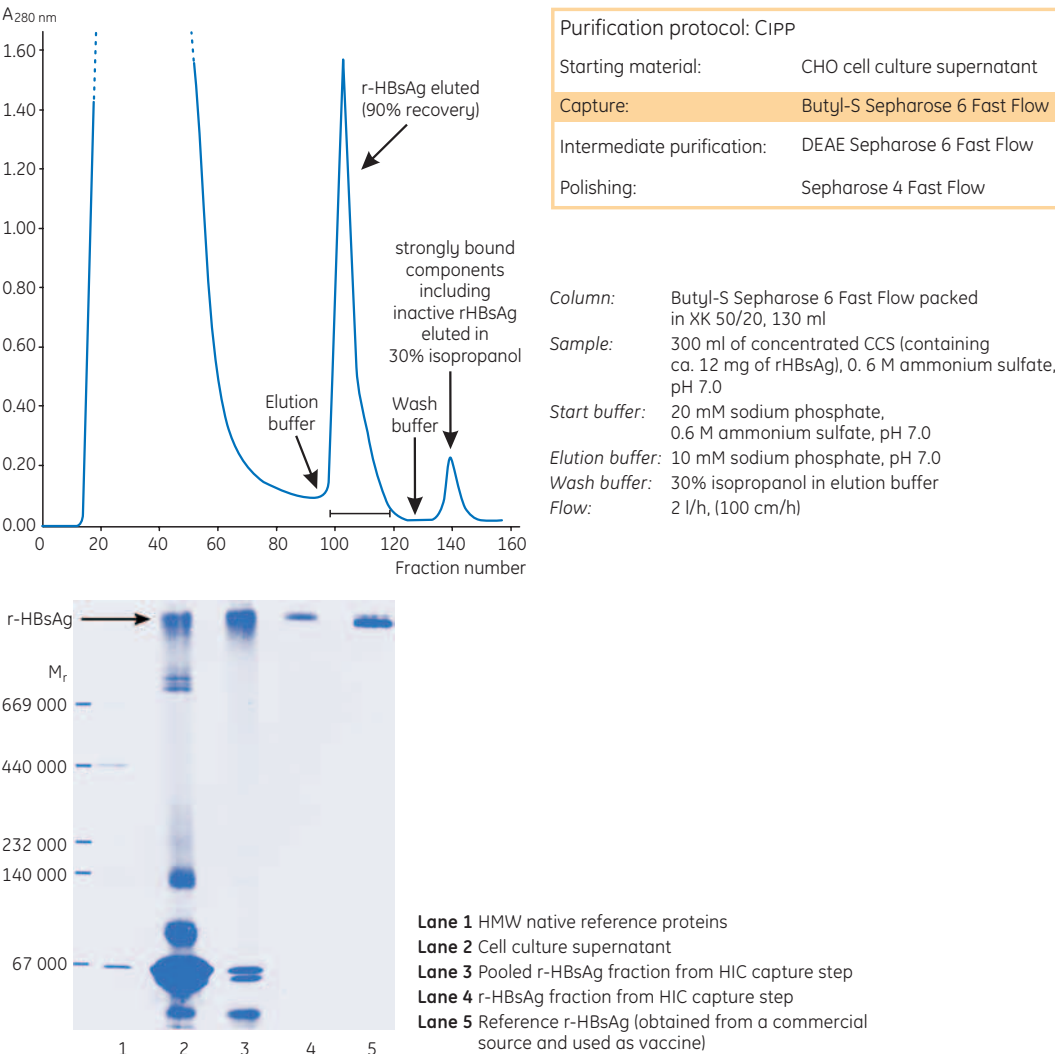 A280 nm
1.60
1.40
1.20
1.00
0.80
0.60
0.40
0.20
0.00
0 20 40 60 80 100 120 140 160
Fraction number
r-HBsAg eluted
(90% recovery)
strongly bound
components
including
inactive rHBsAg
eluted in
30% isopropanol
Elution
buffer
Wash
buffer
Purification protocol: CIPP
Starting material: CHO cell culture supernatant
Capture: Butyl-S Sepharose 6 Fast Flow
Intermediate purification: DEAE Sepharose 6 Fast Flow
Polishing: Sepharose 4 Fast Flow
Column: Butyl-S Sepharose 6 Fast Flow packed
in XK 50/20, 130 ml
Sample: 300 ml of concentrated CCS (containing
ca. 12 mg of rHBsAg), 0. 6 M ammonium sulfate,
pH 7.0
Start buffer: 20 mM sodium phosphate,
0.6 M ammonium sulfate, pH 7.0
Elution buffer: 10 mM sodium phosphate, pH 7.0
Wash buffer: 30% isopropanol in elution buffer
Flow: 2 l/h, (100 cm/h)
r-HBsAg
Mr
669 000
440 000
232 000
140 000
67 000
1 2 3 4 5
Lane 1 HMW native reference proteins
Lane 2 Cell culture supernatant
Lane 3 Pooled r-HBsAg fraction from HIC capture step
Lane 4 r-HBsAg fraction from HIC capture step
Lane 5 Reference r-HBsAg (obtained from a commercial
source and used as vaccine)